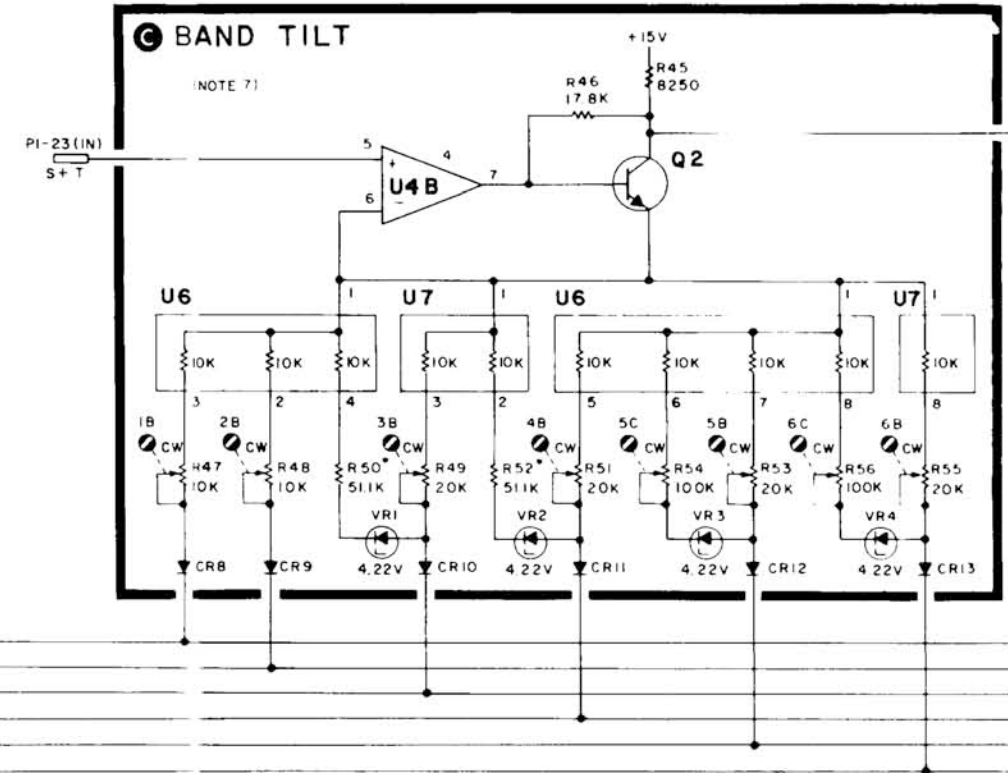 C BAND TILT
(NOTE 7)
+15V
R45
8250
R46
17.8K
P1-23(IN)
S+T
5
+
4
U4B
7
6
−
Q2
U6
1
U7
1
U6
1
U7
1
10K
10K
10K
10K
10K
10K
10K
10K
10K
10K
3
2
4
3
2
5
6
7
8
8
1B
2B
3B
4B
5C
5B
6C
6B
CW
CW
CW
CW
CW
CW
CW
CW
R47
10K
R48
10K
R50*
51.1K
R49
20K
R52*
51.1K
R51
20K
R54
100K
R53
20K
R56
100K
R55
20K
VR1
4.22V
VR2
4.22V
VR3
4.22V
VR4
4.22V
CR8
CR9
CR10
CR11
CR12
CR13